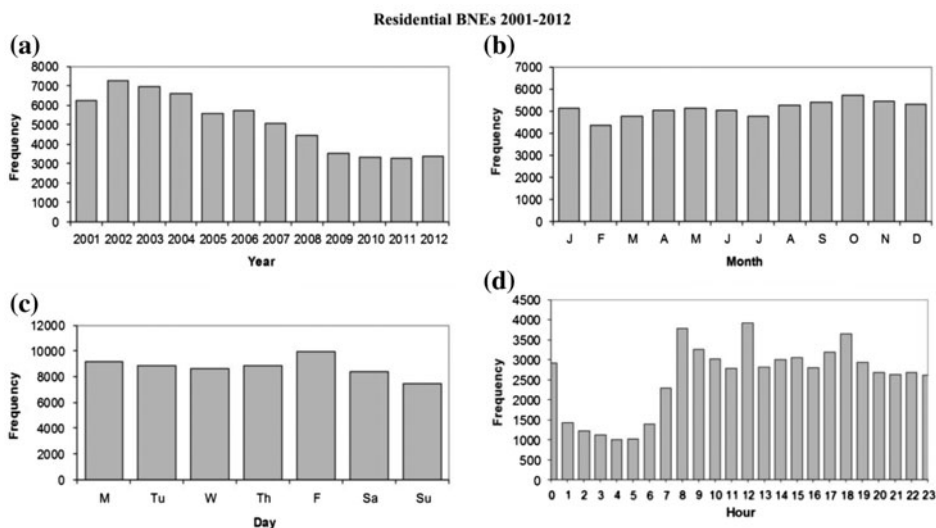 Residential BNEs 2001-2012
(a)
8000
7000
6000
5000
4000
3000
2000
1000
0
Frequency
2001 2002 2003 2004 2005 2006 2007 2008 2009 2010 2011 2012
Year
(b)
7000
6000
5000
4000
3000
2000
1000
0
Frequency
J F M A M J J A S O N D
Month
(c)
12000
10000
8000
6000
4000
2000
0
Frequency
M Tu W Th F Sa Su
Day
(d)
4500
4000
3500
3000
2500
2000
1500
1000
500
0
Frequency
0 1 2 3 4 5 6 7 8 9 10 11 12 13 14 15 16 17 18 19 20 21 22 23
Hour